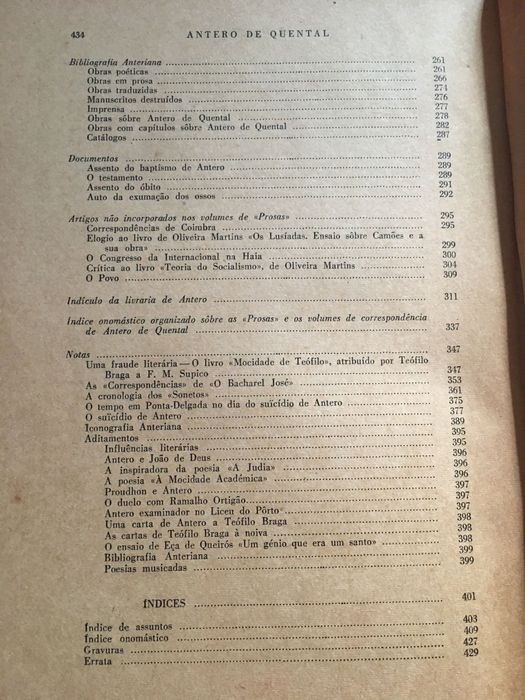 434 ANTERO DE QUENTAL
Bibliografia Anteriana 261
Obras poéticas 261
Obras em prosa 266
Obras traduzidas 274
Manuscritos destruídos 276
Imprensa 277
Obras sôbre Antero de Quental 278
Obras com capítulos sôbre Antero de Quental 282
Catálogos 287
Documentos 289
Assento do baptismo de Antero 289
O testamento 289
Assento do óbito 291
Auto da exumação dos ossos 292
Artigos não incorporados nos volumes de «Prosas» 295
Correspondências de Coimbra 295
Elogio ao livro de Oliveira Martins «Os Lusíadas. Ensaio sôbre Camões e a
sua obra» 299
O Congresso da Internacional na Haia 300
Crítica ao livro «Teoria do Socialismo», de Oliveira Martins 304
O Povo 309
Indículo da livraria de Antero 311
Índice onomástico organizado sôbre as «Prosas» e os volumes de correspondência
de Antero de Quental 337
Notas 347
Uma fraude literária — O livro «Mocidade de Teófilo», atribuído por Teófilo
Braga a F. M. Supico 347
As «Correspondências» de «O Bacharel José» 353
A cronologia dos «Sonetos» 361
O tempo em Ponta-Delgada no dia do suicídio de Antero 375
O suicídio de Antero 377
Iconografia Anteriana 389
Aditamentos 395
Influências literárias 395
Antero e João de Deus 396
A inspiradora da poesia «A Judia» 396
A poesia «À Mocidade Académica» 396
Proudhon e Antero 397
O duelo com Ramalho Ortigão 397
Antero examinador no Liceu do Pôrto 397
Uma carta de Antero a Teófilo Braga 398
As cartas de Teófilo Braga à noiva 398
O ensaio de Eça de Queirós «Um génio que era um santo» 398
Bibliografia Anteriana 399
Poesias musicadas 399
ÍNDICES 401
Índice de assuntos 403
Índice onomástico 409
Gravuras 427
Errata 429